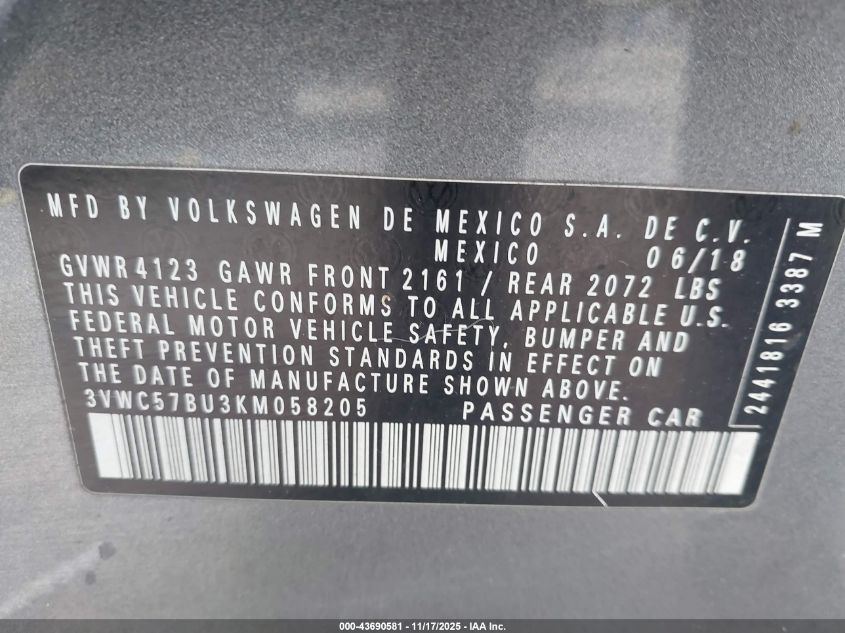 MFD BY VOLKSWAGEN DE MEXICO S.A. DE C.V.
MEXICO 06/18
GVWR 4123 GAWR FRONT 2161 / REAR 2072 LBS
THIS VEHICLE CONFORMS TO ALL APPLICABLE U.S.
FEDERAL MOTOR VEHICLE SAFETY, BUMPER AND
THEFT PREVENTION STANDARDS IN EFFECT ON
THE DATE OF MANUFACTURE SHOWN ABOVE.
3VWC57BU3KM058205 PASSENGER CAR
2441816 3387 M
000-43690581 - 11/17/2025 - IAA Inc.